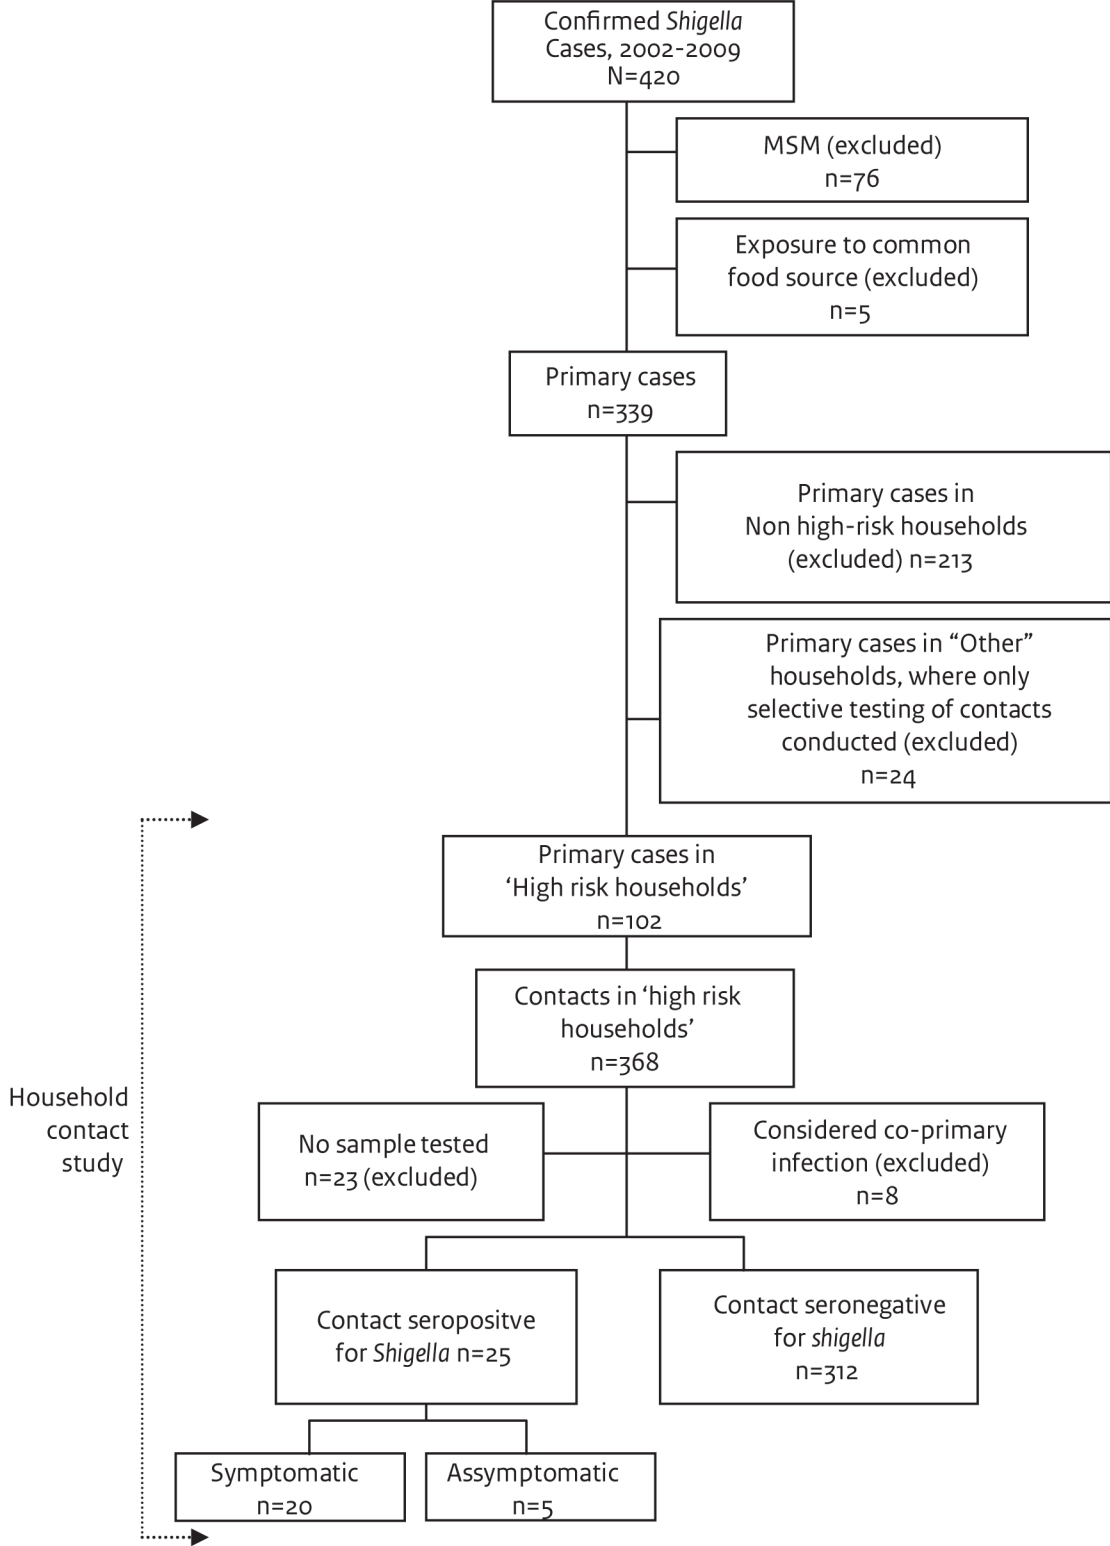 Confirmed Shigella
Cases, 2002-2009
N=420
MSM (excluded)
n=76
Exposure to common
food source (excluded)
n=5
Primary cases
n=339
Primary cases in
Non high-risk households
(excluded) n=213
Primary cases in “Other”
households, where only
selective testing of contacts
conducted (excluded)
n=24
Primary cases in
‘High risk households’
n=102
Contacts in ‘high risk
households’
n=368
Household
contact
study
No sample tested
n=23 (excluded)
Considered co-primary
infection (excluded)
n=8
Contact seropositve
for Shigella n=25
Contact seronegative
for shigella
n=312
Symptomatic
n=20
Assymptomatic
n=5